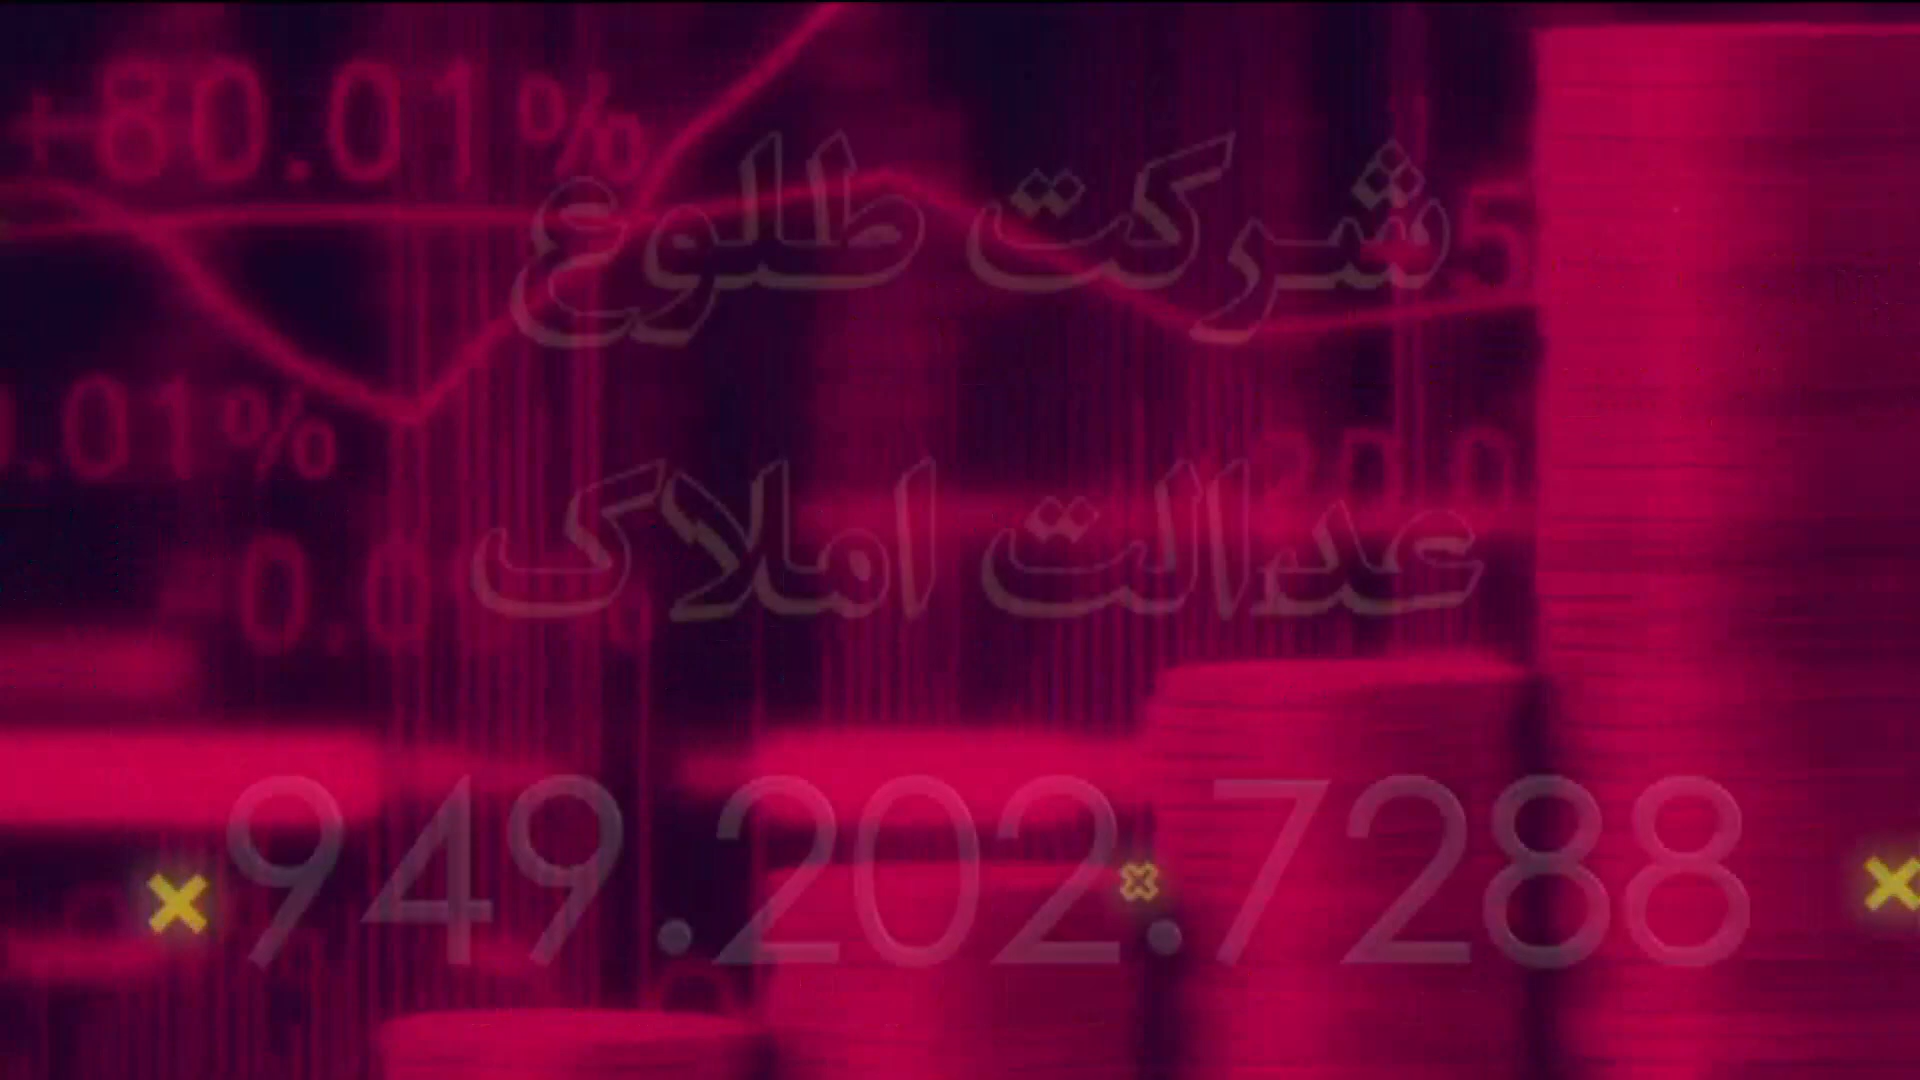 +80.01%
شرکت طلوع
.01%
عدالت املاک
949.202.7288